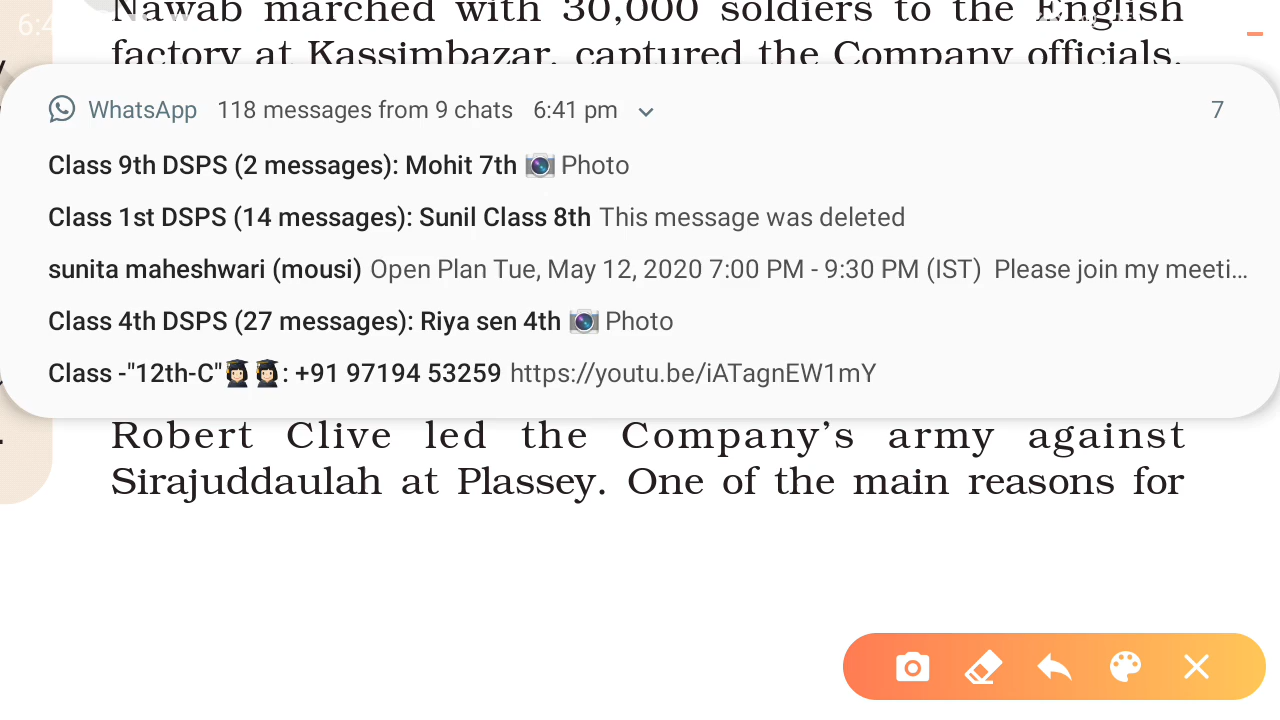 Nawab marched with 30,000 soldiers to the English
factory at Kassimbazar, captured the Company officials,
WhatsApp 118 messages from 9 chats 6:41 pm 7
Class 9th DSPS (2 messages): Mohit 7th 📷 Photo
Class 1st DSPS (14 messages): Sunil Class 8th This message was deleted
sunita maheshwari (mousi) Open Plan Tue, May 12, 2020 7:00 PM - 9:30 PM (IST) Please join my meeti...
Class 4th DSPS (27 messages): Riya sen 4th 📷 Photo
Class -"12th-C"👩🏻‍🎓👩🏻‍🎓: +91 97194 53259 https://youtu.be/iATagnEW1mY
Robert Clive led the Company’s army against
Sirajuddaulah at Plassey. One of the main reasons for